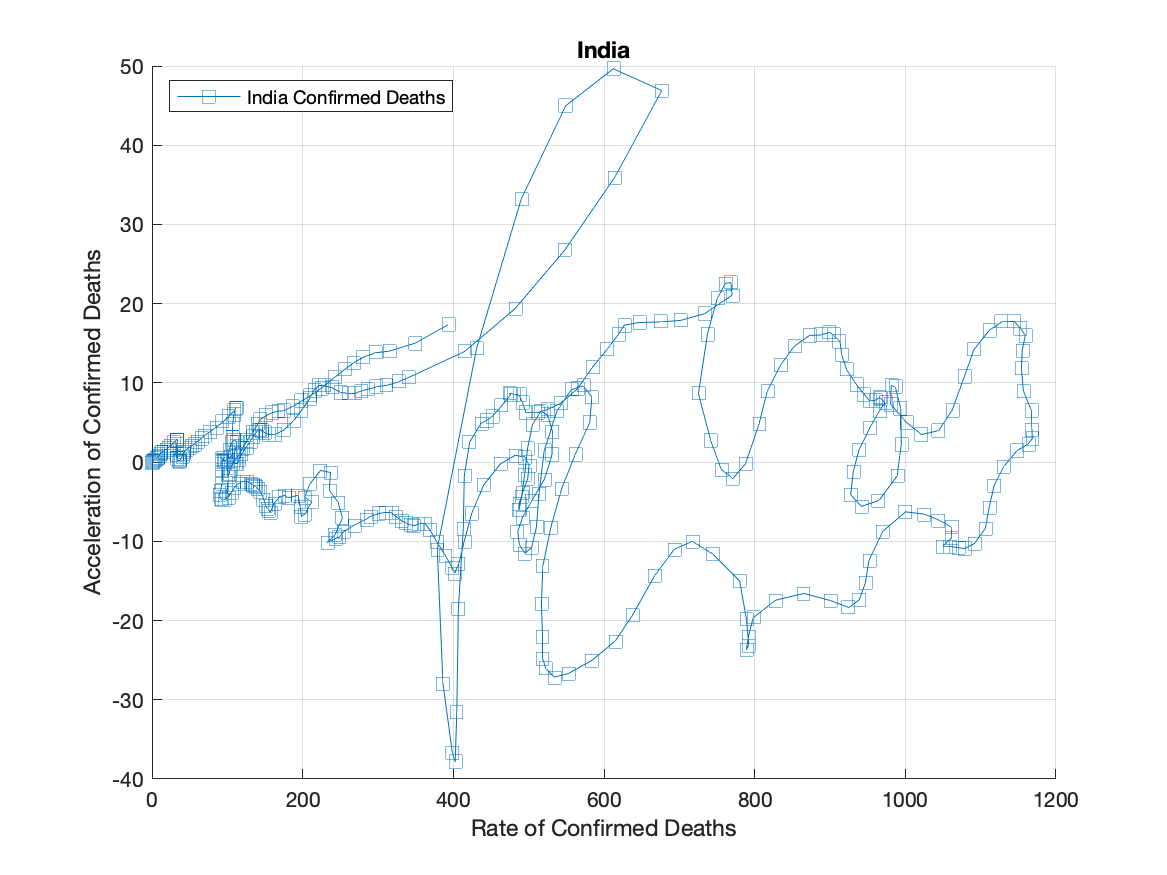 India
India Confirmed Deaths
50
40
30
20
10
0
-10
-20
-30
-40
0 200 400 600 800 1000 1200
Acceleration of Confirmed Deaths
Rate of Confirmed Deaths